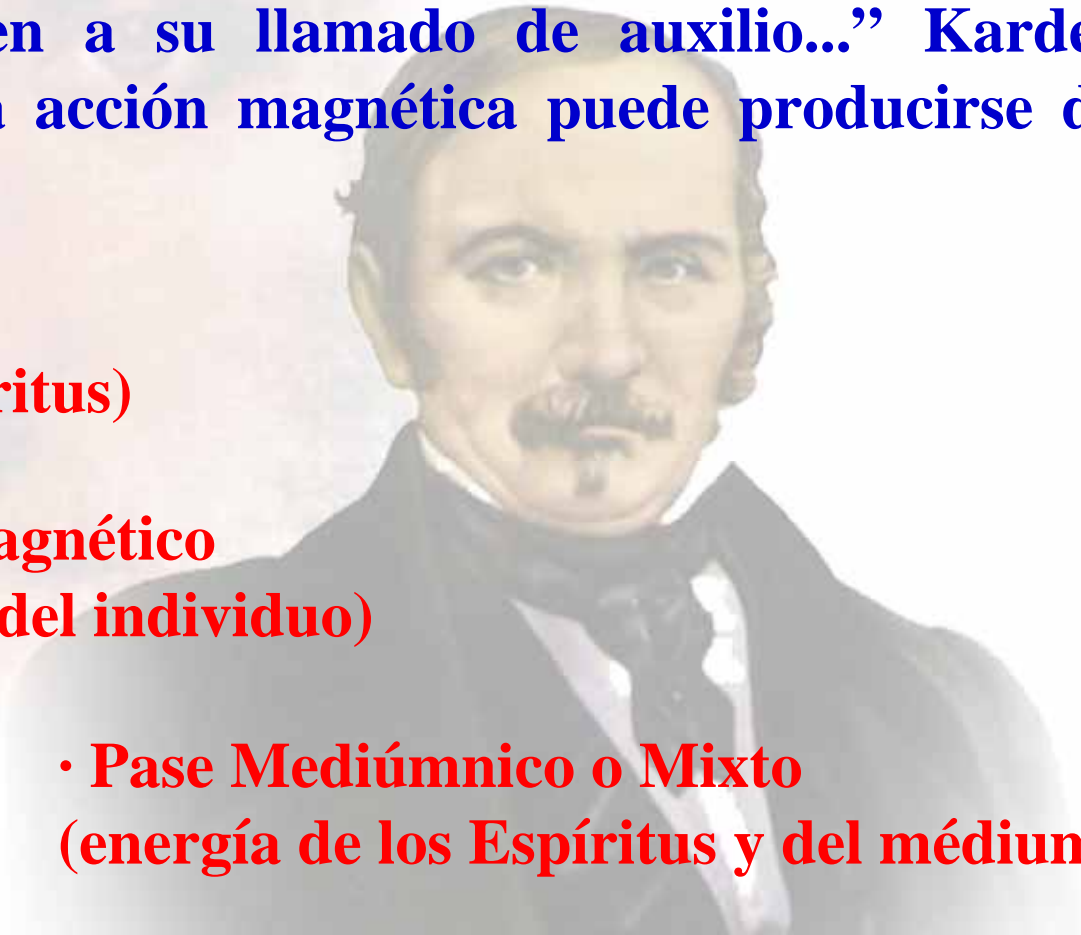 en a su llamado de auxilio...” Karde
a acción magnética puede producirse d
ritus)
agnético
del individuo)
· Pase Mediúmnico o Mixto
(energía de los Espíritus y del médium